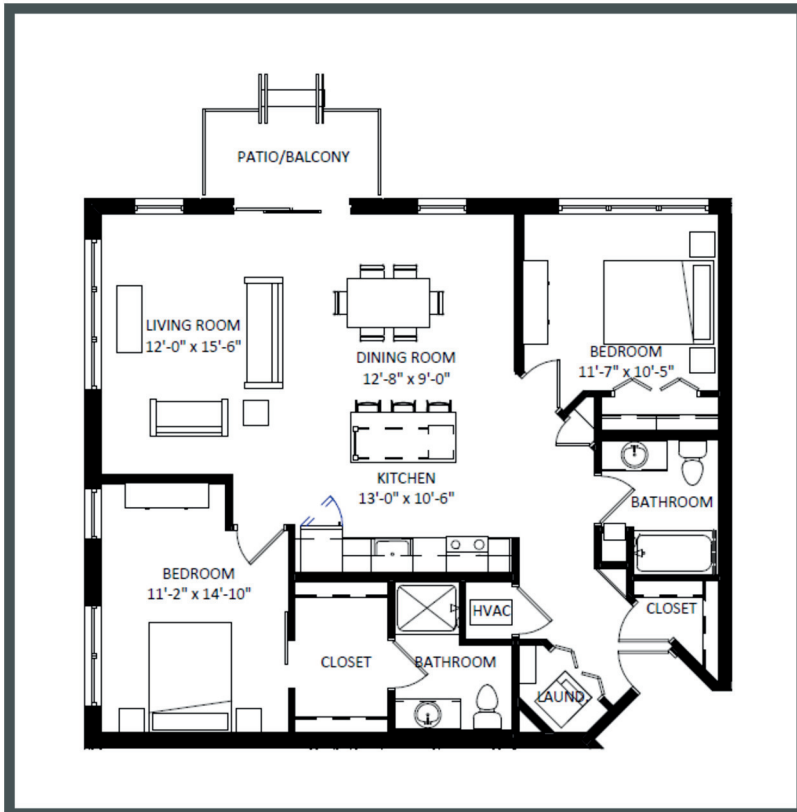 PATIO/BALCONY
LIVING ROOM
12'-0" x 15'-6"
DINING ROOM
12'-8" x 9'-0"
BEDROOM
11'-7" x 10'-5"
KITCHEN
13'-0" x 10'-6"
BATHROOM
BEDROOM
11'-2" x 14'-10"
HVAC
CLOSET
CLOSET
BATHROOM
LAUND.